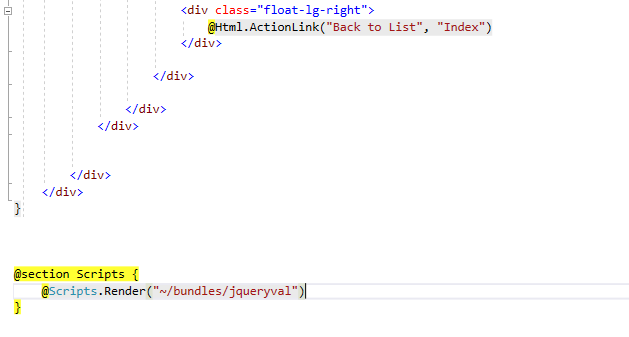 <div class="float-lg-right">
@Html.ActionLink("Back to List", "Index")
</div>
</div>
</div>
</div>
</div>
</div>
}
@section Scripts {
@Scripts.Render("~/bundles/jqueryval")
}